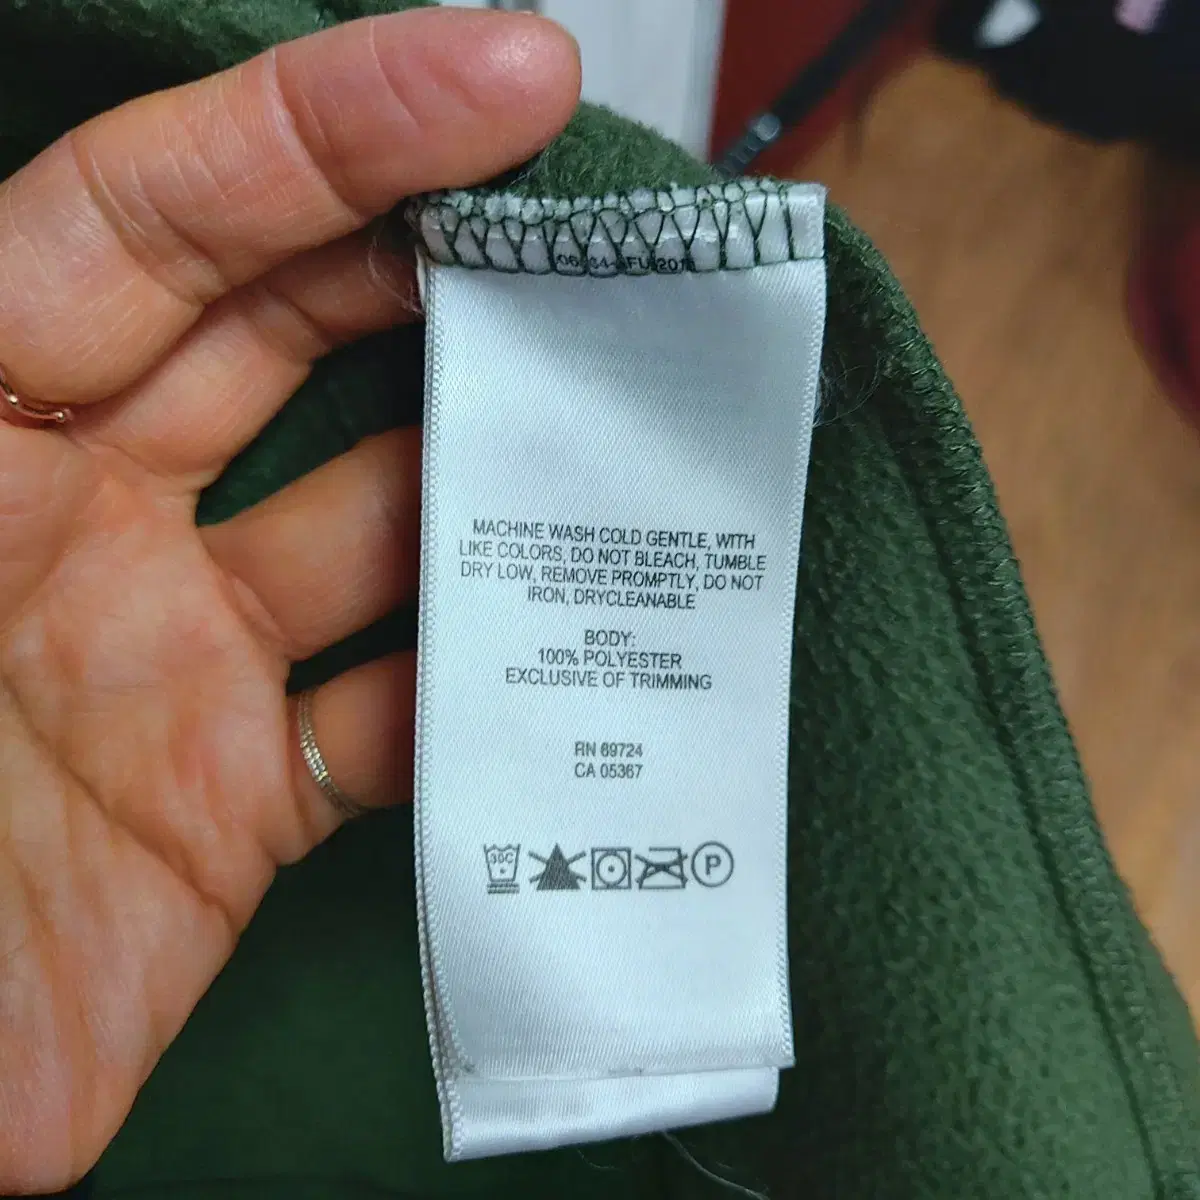 MACHINE WASH COLD GENTLE, WITH
LIKE COLORS, DO NOT BLEACH, TUMBLE
DRY LOW, REMOVE PROMPTLY, DO NOT
IRON, DRYCLEANABLE
BODY:
100% POLYESTER
EXCLUSIVE OF TRIMMING
RN 69724
CA 05367
30C
P